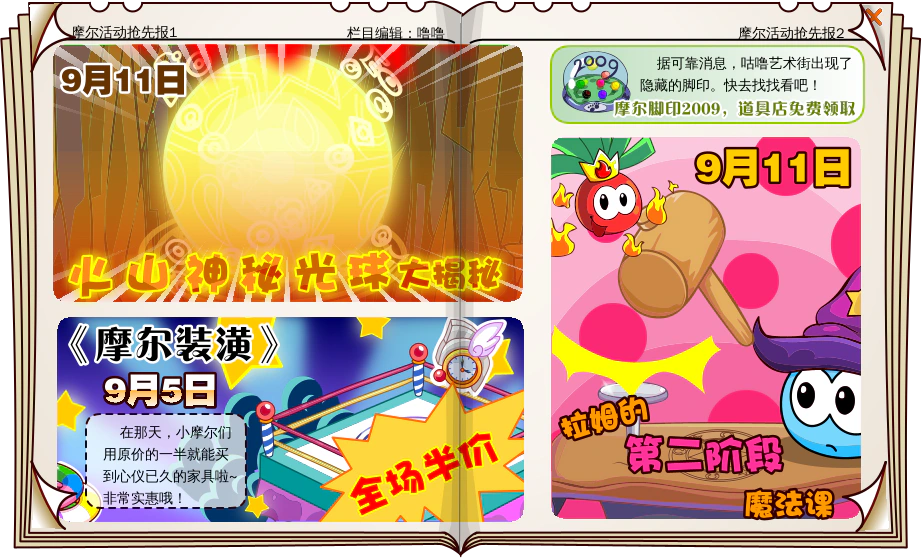 摩尔活动抢先报1
栏目编辑：噜噜
9月11日
火山神秘光球大揭秘
《摩尔装潢》
9月5日
在那天，小摩尔们
用原价的一半就能买
到心仪已久的家具啦~
非常实惠哦！
全场半价
摩尔活动抢先报2
2009
据可靠消息，咕噜艺术街出现了
隐藏的脚印。快去找找看吧！
摩尔脚印2009，道具店免费领取
9月11日
拉姆的
第二阶段
魔法课